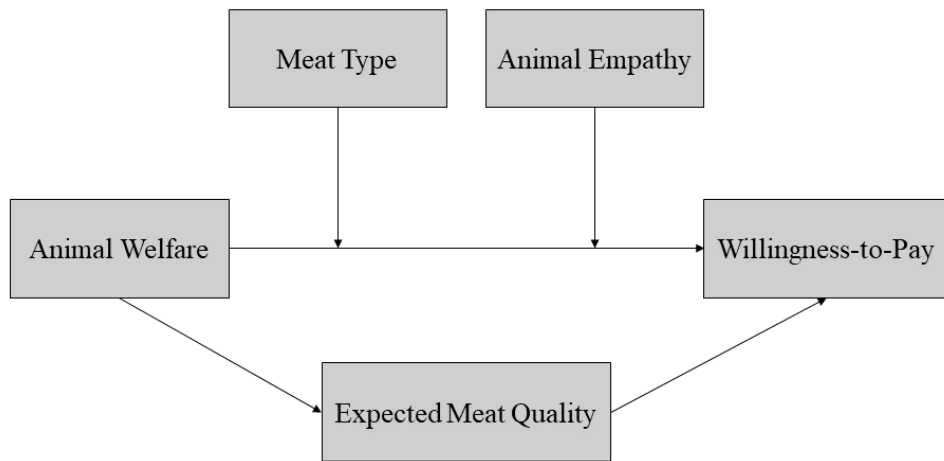 Meat Type
Animal Empathy
Animal Welfare
Willingness-to-Pay
Expected Meat Quality